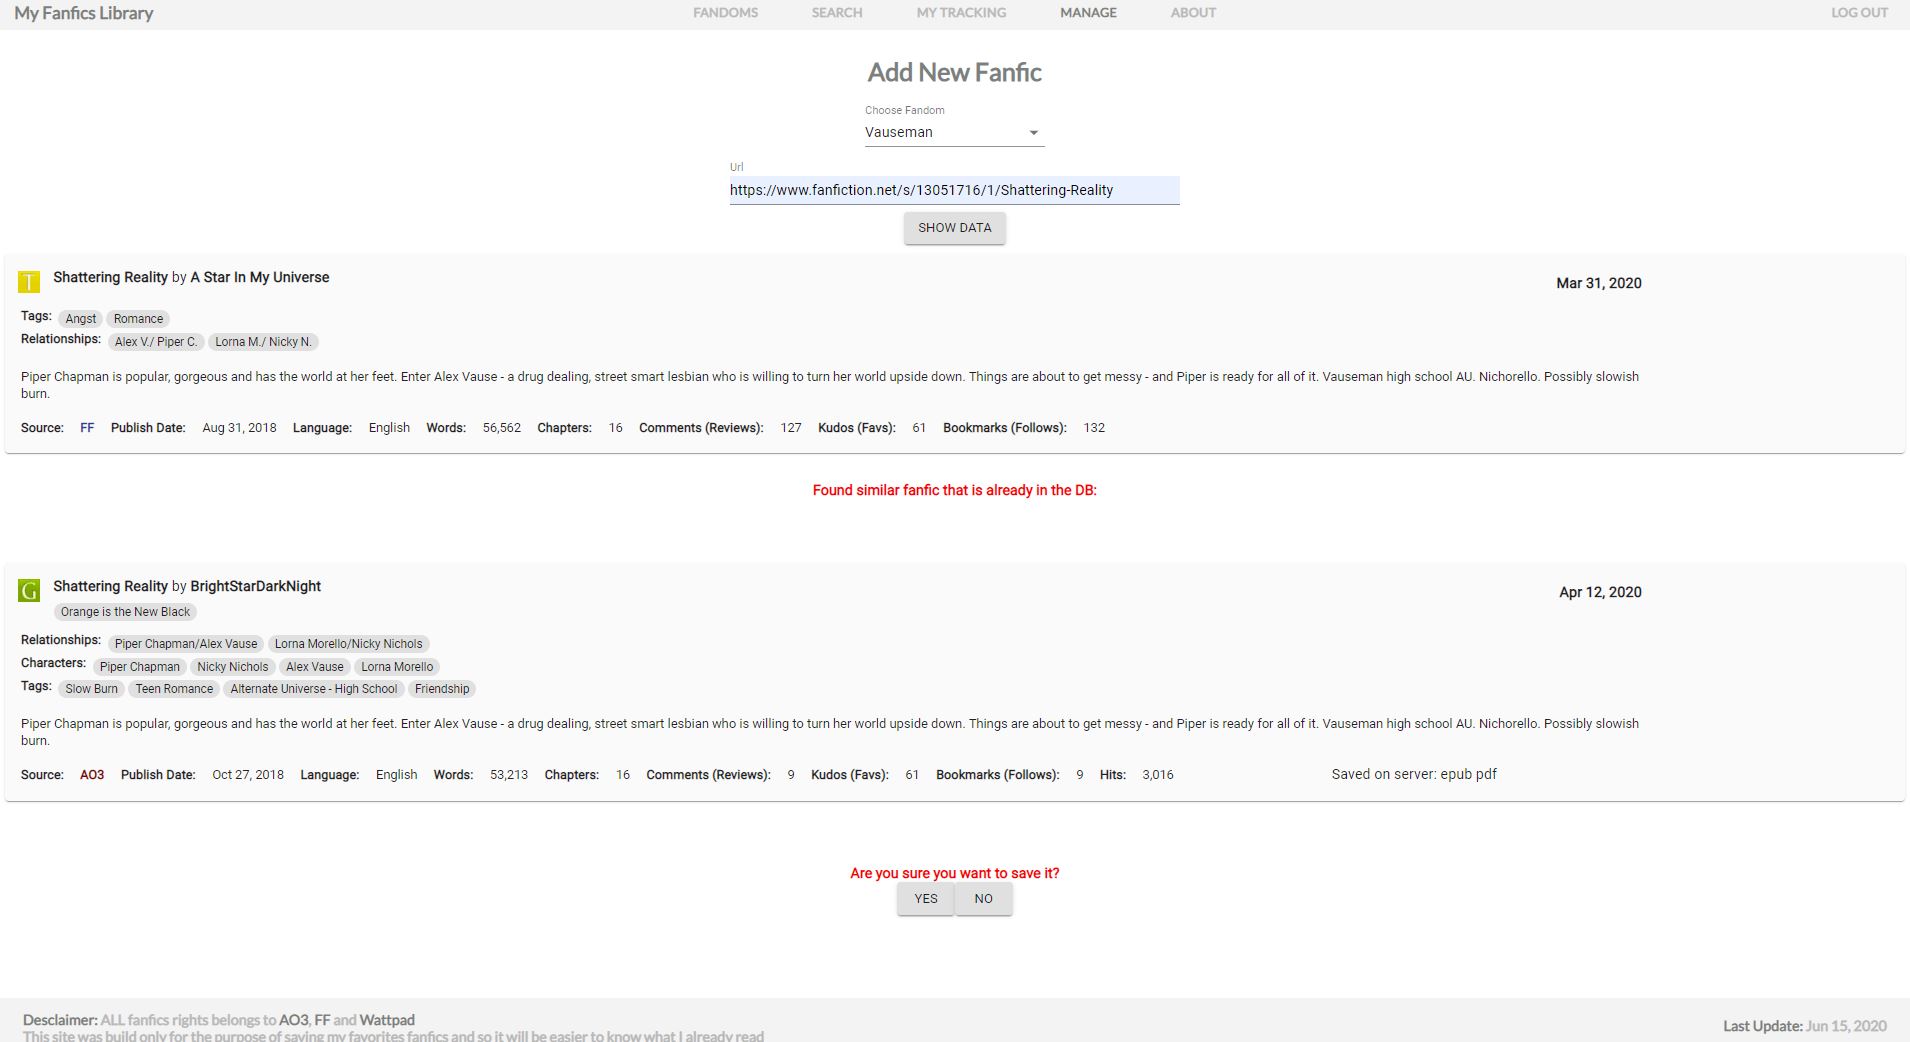 My Fanfics Library FANDOMS SEARCH MY TRACKING MANAGE ABOUT LOG OUT
Add New Fanfic
Choose Fandom
Vauseman
Url
https://www.fanfiction.net/s/13051716/1/Shattering-Reality
SHOW DATA
T Shattering Reality by A Star In My Universe Mar 31, 2020
Tags: Angst Romance
Relationships: Alex V./ Piper C. Lorna M./ Nicky N.
Piper Chapman is popular, gorgeous and has the world at her feet. Enter Alex Vause - a drug dealing, street smart lesbian who is willing to turn her world upside down. Things are about to get messy - and Piper is ready for all of it. Vauseman high school AU. Nichorello. Possibly slowish
burn.
Source: FF Publish Date: Aug 31, 2018 Language: English Words: 56,562 Chapters: 16 Comments (Reviews): 127 Kudos (Favs): 61 Bookmarks (Follows): 132
Found similar fanfic that is already in the DB:
G Shattering Reality by BrightStarDarkNight Apr 12, 2020
Orange is the New Black
Relationships: Piper Chapman/Alex Vause Lorna Morello/Nicky Nichols
Characters: Piper Chapman Nicky Nichols Alex Vause Lorna Morello
Tags: Slow Burn Teen Romance Alternate Universe - High School Friendship
Piper Chapman is popular, gorgeous and has the world at her feet. Enter Alex Vause - a drug dealing, street smart lesbian who is willing to turn her world upside down. Things are about to get messy - and Piper is ready for all of it. Vauseman high school AU. Nichorello. Possibly slowish
burn.
Source: AO3 Publish Date: Oct 27, 2018 Language: English Words: 53,213 Chapters: 16 Comments (Reviews): 9 Kudos (Favs): 61 Bookmarks (Follows): 9 Hits: 3,016 Saved on server: epub pdf
Are you sure you want to save it?
YES NO
Desclaimer: ALL fanfics rights belongs to AO3, FF and Wattpad
This site was build only for the purpose of saving my favorites fanfics and so it will be easier to know what I already read
Last Update: Jun 15, 2020